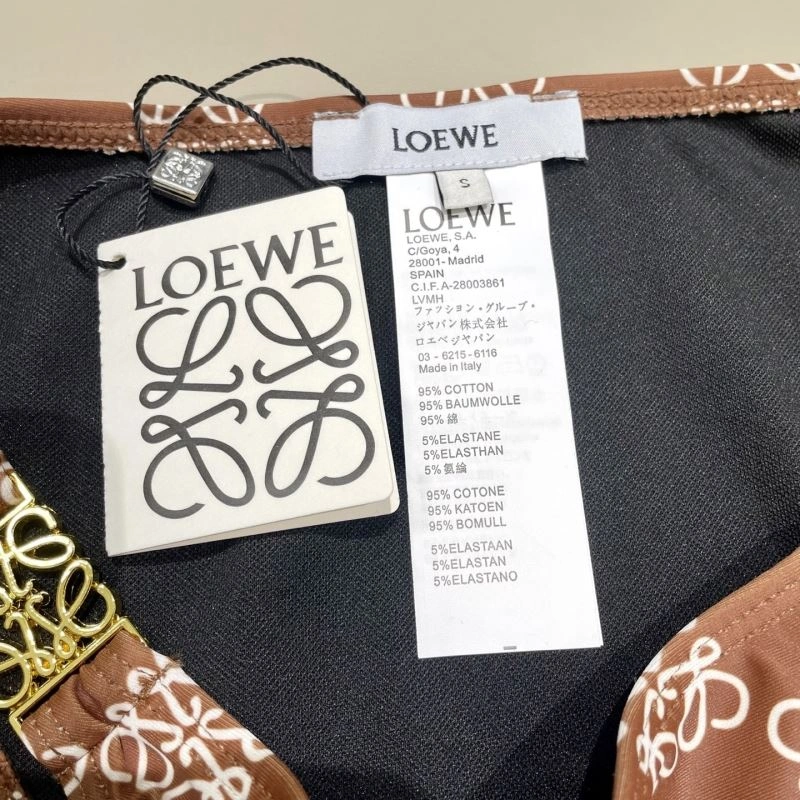 LOEWE
S
LOEWE
LOEWE
LOEWE, S.A.
C/Goya, 4
28001- Madrid
SPAIN
C.I.F. A-28003861
LVMH
ファッション・グループ・
ジャパン株式会社
ロエベジャパン
03 - 6215-6116
Made in Italy
95% COTTON
95% BAUMWOLLE
95% 綿
5%ELASTANE
5%ELASTHAN
5% 氨綸
95% COTONE
95% KATOEN
95% BOMULL
5%ELASTAAN
5%ELASTAN
5%ELASTANO